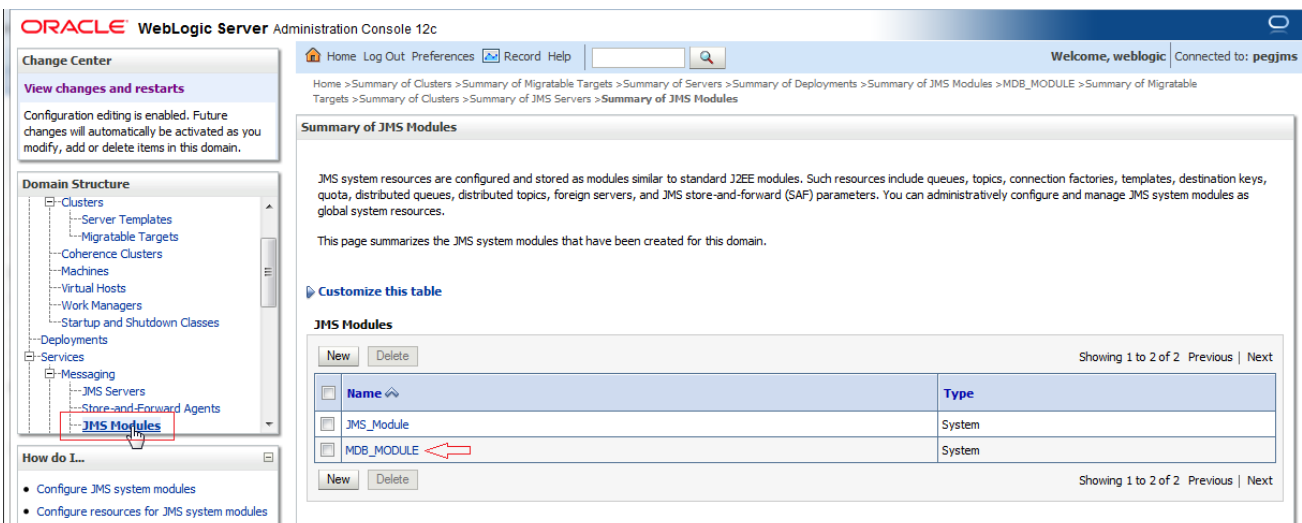 ORACLE WebLogic Server Administration Console 12c
Change Center
View changes and restarts
Configuration editing is enabled. Future
changes will automatically be activated as you
modify, add or delete items in this domain.
Domain Structure
Clusters
Server Templates
Migratable Targets
Coherence Clusters
Machines
Virtual Hosts
Work Managers
Startup and Shutdown Classes
Deployments
Services
Messaging
JMS Servers
Store-and-Forward Agents
JMS Modules
How do I...
Configure JMS system modules
Configure resources for JMS system modules
Home Log Out Preferences Record Help
Welcome, weblogic Connected to: pegjms
Home >Summary of Clusters >Summary of Migratable Targets >Summary of Servers >Summary of Deployments >Summary of JMS Modules >MDB_MODULE >Summary of Migratable
Targets >Summary of Clusters >Summary of JMS Servers >Summary of JMS Modules
Summary of JMS Modules
JMS system resources are configured and stored as modules similar to standard J2EE modules. Such resources include queues, topics, connection factories, templates, destination keys,
quota, distributed queues, distributed topics, foreign servers, and JMS store-and-forward (SAF) parameters. You can administratively configure and manage JMS system modules as
global system resources.
This page summarizes the JMS system modules that have been created for this domain.
Customize this table
JMS Modules
New Delete Showing 1 to 2 of 2 Previous | Next
Name Type
JMS_Module System
MDB_MODULE System
New Delete Showing 1 to 2 of 2 Previous | Next